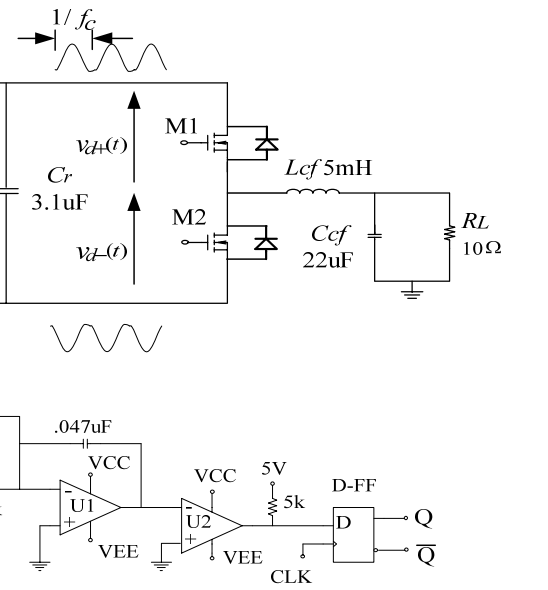 1/ fc
M1
vd+(t)
Lcf 5mH
Cr
3.1uF
M2
RL
10Ω
Ccf
22uF
vd-(t)
.047uF
VCC
VCC
5V
D-FF
5k
U1
U2
D
Q
Q̅
VEE
VEE
CLK
- 
+
-
+